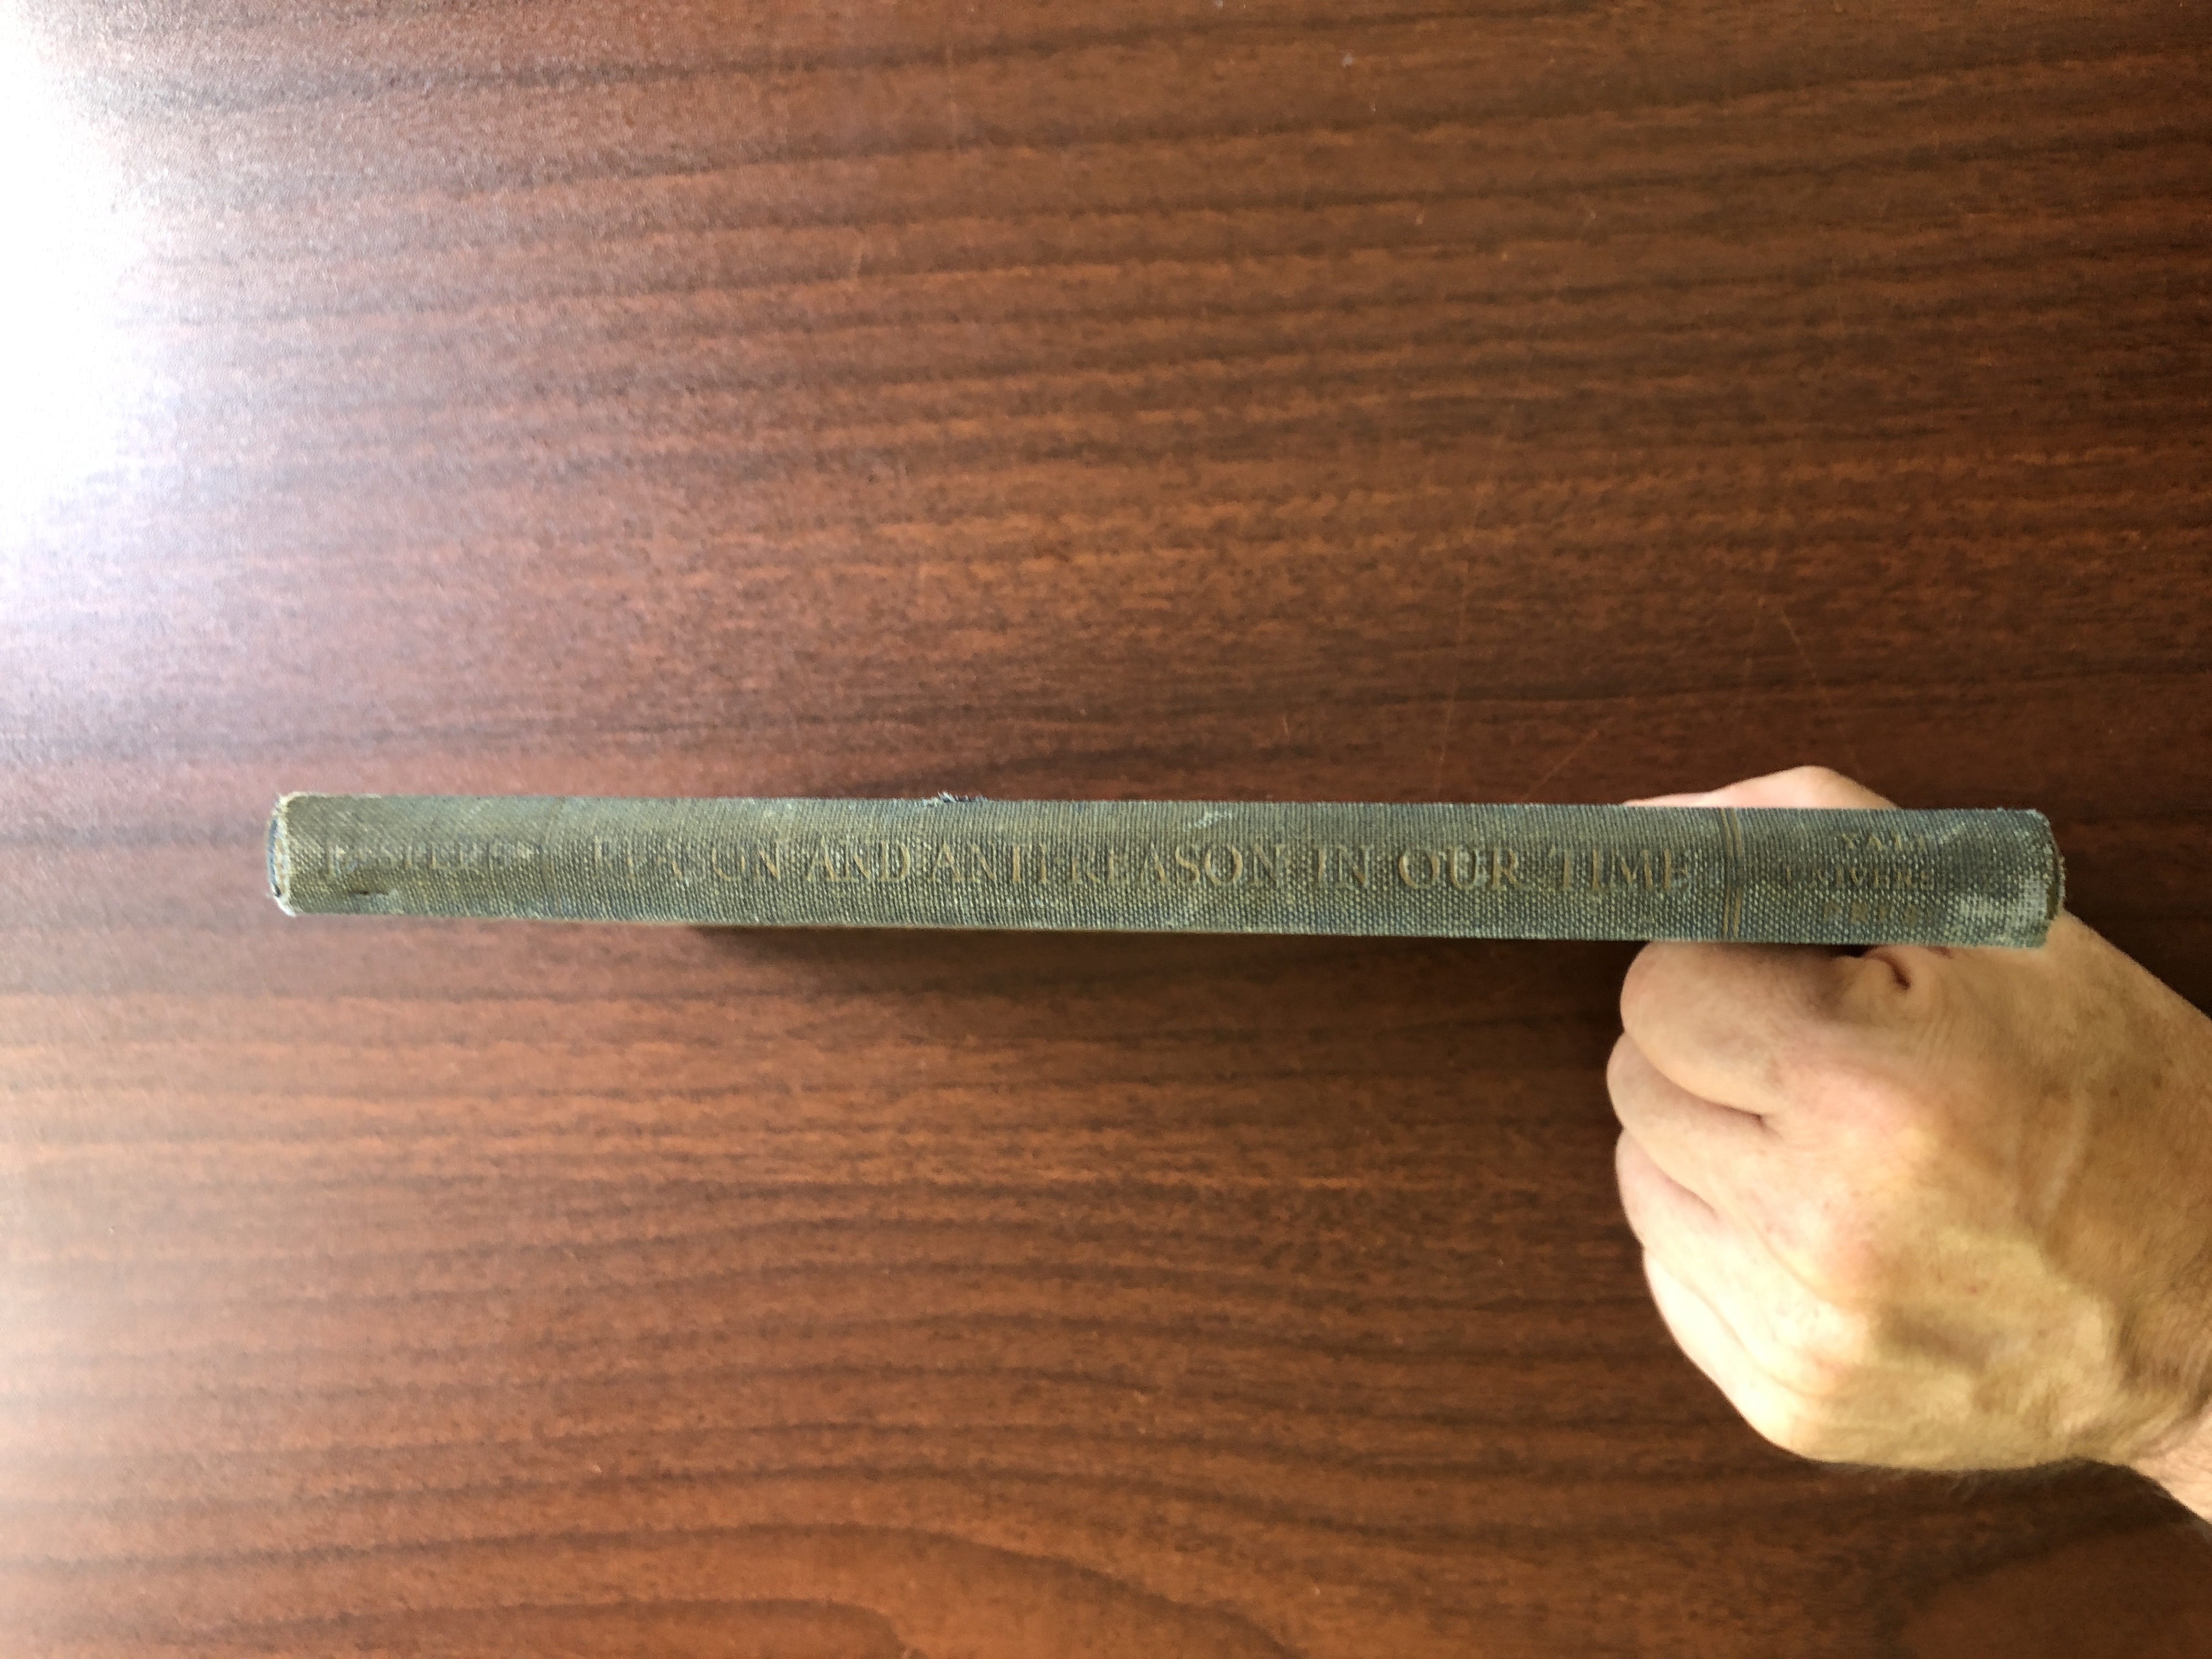 JASPERS
REASON AND ANTI-REASON IN OUR TIME
YALE
UNIVERSITY
PRESS